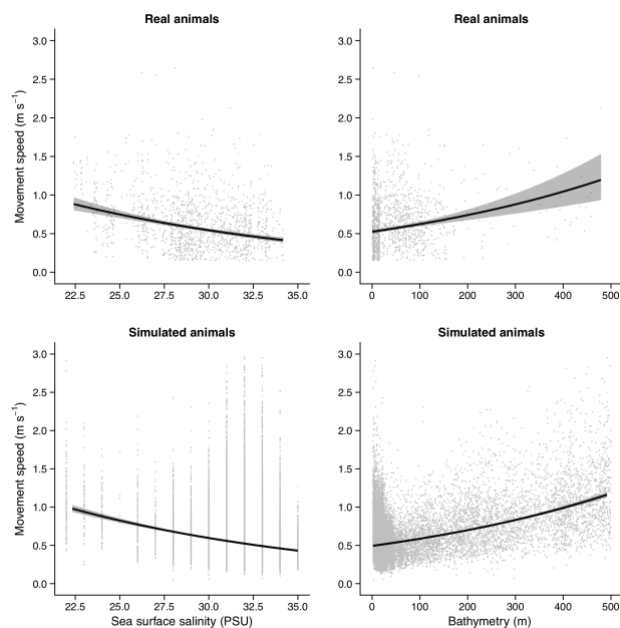 Real animals
Real animals
Movement speed (m s⁻¹)
3.0
2.5
2.0
1.5
1.0
0.5
0.0
22.5 25.0 27.5 30.0 32.5 35.0
0 100 200 300 400 500
Simulated animals
Simulated animals
Movement speed (m s⁻¹)
3.0
2.5
2.0
1.5
1.0
0.5
0.0
3.0
2.5
2.0
1.5
1.0
0.5
0.0
3.0
2.5
2.0
1.5
1.0
0.5
0.0
22.5 25.0 27.5 30.0 32.5 35.0
0 100 200 300 400 500
Sea surface salinity (PSU)
Bathymetry (m)